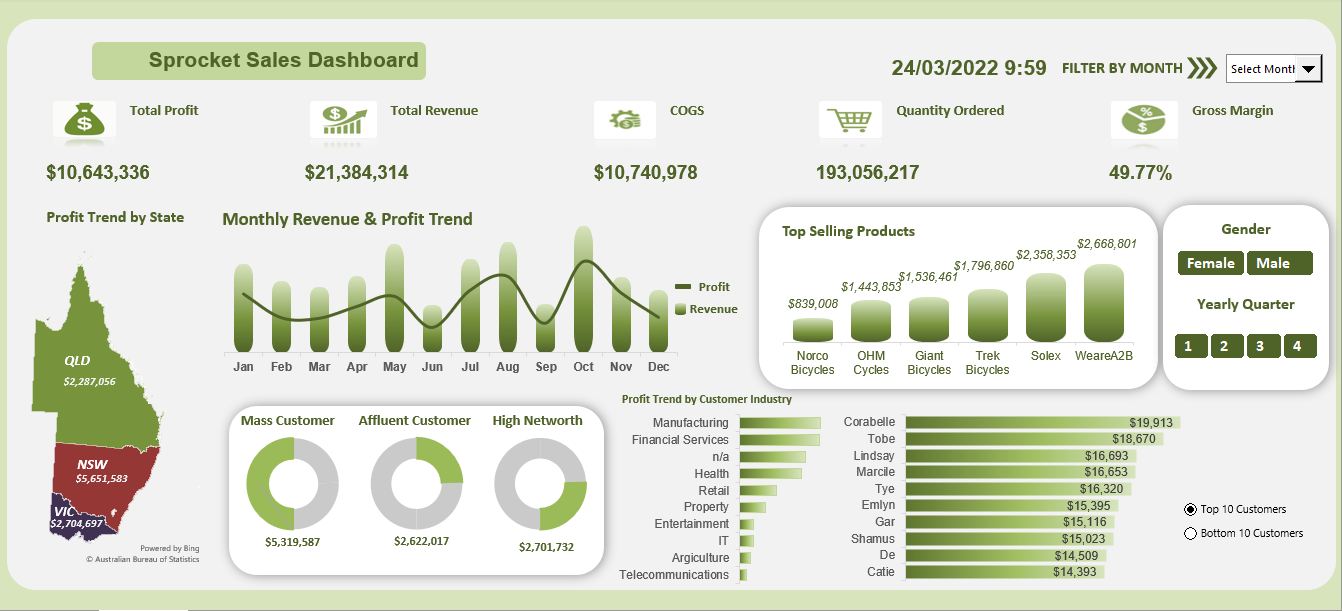 Sprocket Sales Dashboard
24/03/2022 9:59
FILTER BY MONTH
Select Month
Total Profit
$10,643,336
Total Revenue
$21,384,314
COGS
$10,740,978
Quantity Ordered
193,056,217
Gross Margin
49.77%
Profit Trend by State
QLD
$2,287,056
NSW
$5,651,583
VIC
$2,704,697
Powered by Bing
© Australian Bureau of Statistics
Monthly Revenue & Profit Trend
Profit
Revenue
Jan Feb Mar Apr May Jun Jul Aug Sep Oct Nov Dec
Top Selling Products
$839,008
$1,443,853
$1,536,461
$1,796,860
$2,358,353
$2,668,801
Norco
Bicycles
OHM
Cycles
Giant
Bicycles
Trek
Bicycles
Solex
WeareA2B
Gender
Female Male
Yearly Quarter
1 2 3 4
Mass Customer
$5,319,587
Affluent Customer
$2,622,017
High Networth
$2,701,732
Profit Trend by Customer Industry
Manufacturing
Financial Services
n/a
Health
Retail
Property
Entertainment
IT
Argiculture
Telecommunications
Corabelle $19,913
Tobe $18,670
Lindsay $16,693
Marcile $16,653
Tye $16,320
Emlyn $15,395
Gar $15,116
Shamus $15,023
De $14,509
Catie $14,393
Top 10 Customers
Bottom 10 Customers